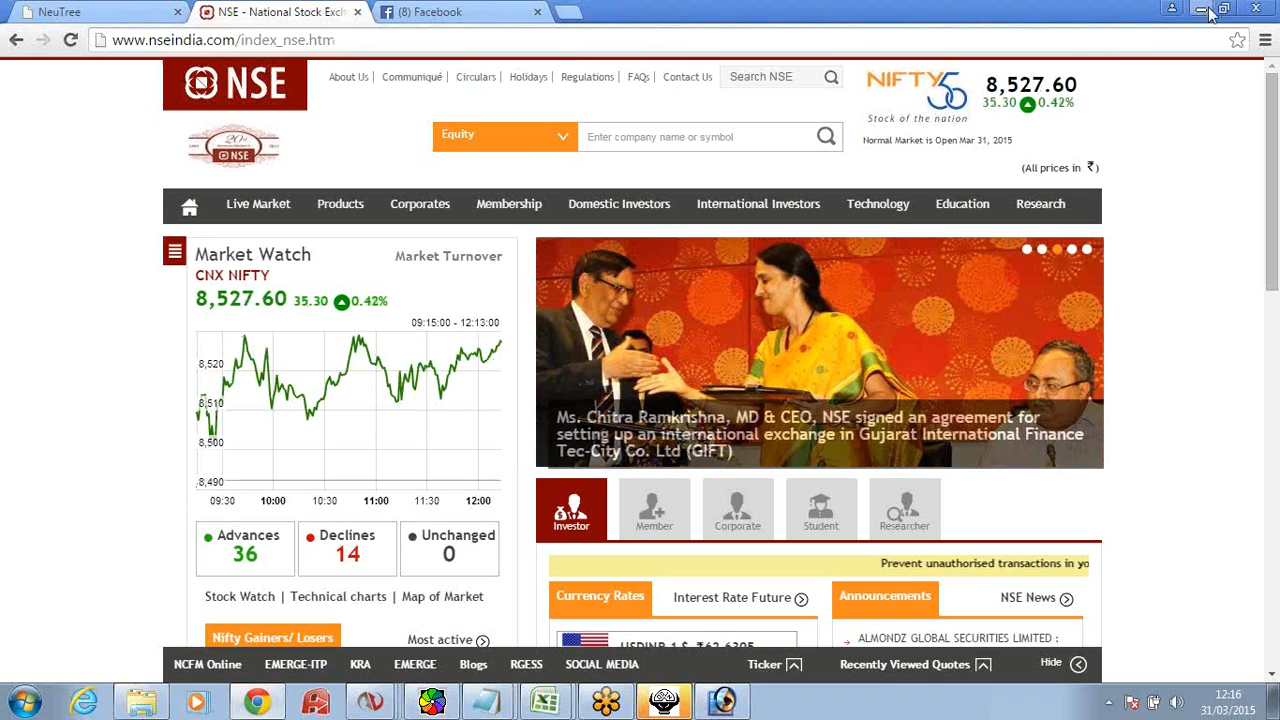 NeuTree
NSE - National Stock Exch
(8) Facebook
www.nseindia.com/index_nse.htm
NSE
About Us | Communiqué | Circulars | Holidays | Regulations | FAQs | Contact Us
Search NSE
NIFTY 50
Stock of the nation
8,527.60
35.30 0.42%
Normal Market is Open Mar 31, 2015
(All prices in ₹)
NSE
Equity
Enter company name or symbol
Live Market Products Corporates Membership Domestic Investors International Investors Technology Education Research
Market Watch
Market Turnover
CNX NIFTY
8,527.60 35.30 0.42%
09:15:00 - 12:13:00
8,520
8,510
8,500
8,490
09:30 10:00 10:30 11:00 11:30 12:00
Advances
36
Declines
14
Unchanged
0
Stock Watch | Technical charts | Map of Market
Nifty Gainers/ Losers
Most active
Ms. Chitra Ramkrishna, MD & CEO, NSE signed an agreement for
setting up an international exchange in Gujarat International Finance
Tec-City Co. Ltd (GIFT)
Investor
Member
Corporate
Student
Researcher
Prevent unauthorised transactions in yo
Currency Rates
Interest Rate Future
Announcements
NSE News
USDINR 1 $ ₹62.6305
ALMONDZ GLOBAL SECURITIES LIMITED :
NCFM Online EMERGE-ITP KRA EMERGE Blogs RGESS SOCIAL MEDIA Ticker Recently Viewed Quotes Hide
12:16
31/03/2015